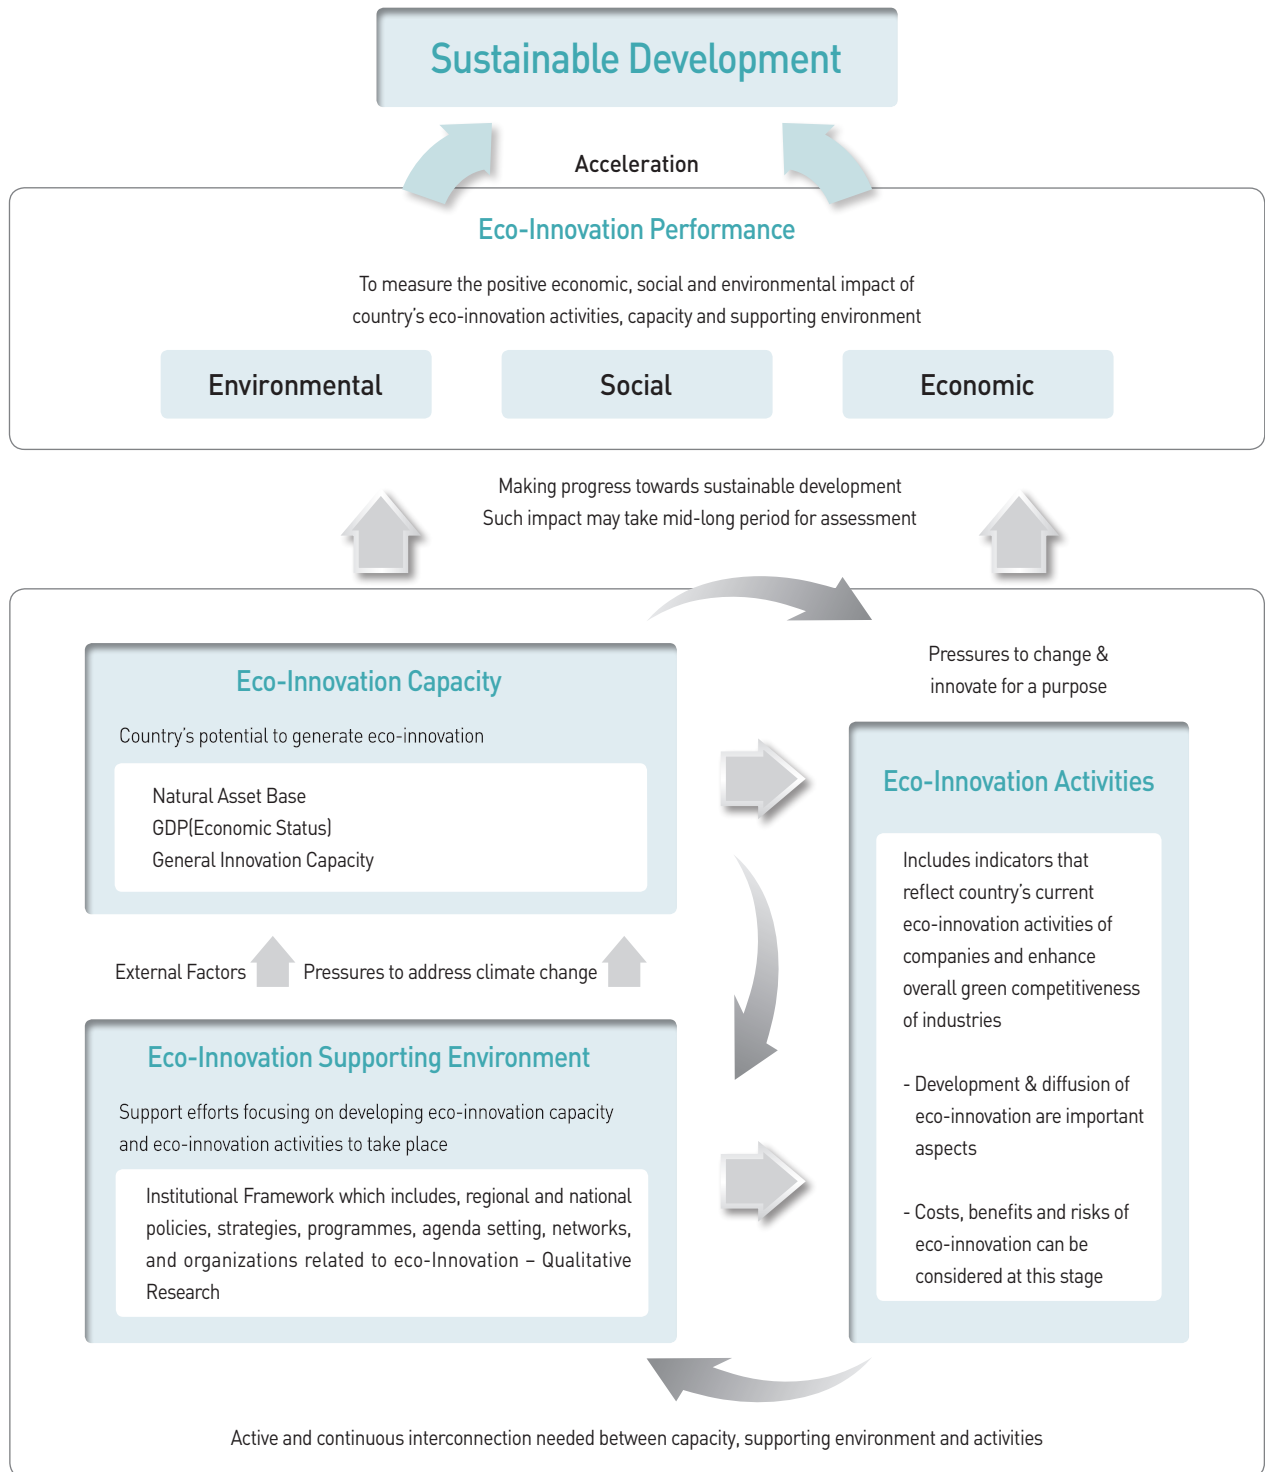 Sustainable Development
Acceleration
Eco-Innovation Performance
To measure the positive economic, social and environmental impact of
country's eco-innovation activities, capacity and supporting environment
Environmental
Social
Economic
Making progress towards sustainable development
Such impact may take mid-long period for assessment
Eco-Innovation Capacity
Country's potential to generate eco-innovation
Natural Asset Base
GDP(Economic Status)
General Innovation Capacity
External Factors
Pressures to address climate change
Eco-Innovation Supporting Environment
Support efforts focusing on developing eco-innovation capacity
and eco-innovation activities to take place
Institutional Framework which includes, regional and national
policies, strategies, programmes, agenda setting, networks,
and organizations related to eco-Innovation – Qualitative
Research
Pressures to change &
innovate for a purpose
Eco-Innovation Activities
Includes indicators that
reflect country's current
eco-innovation activities of
companies and enhance
overall green competitiveness
of industries
- Development & diffusion of
eco-innovation are important
aspects
- Costs, benefits and risks of
eco-innovation can be
considered at this stage
Active and continuous interconnection needed between capacity, supporting environment and activities